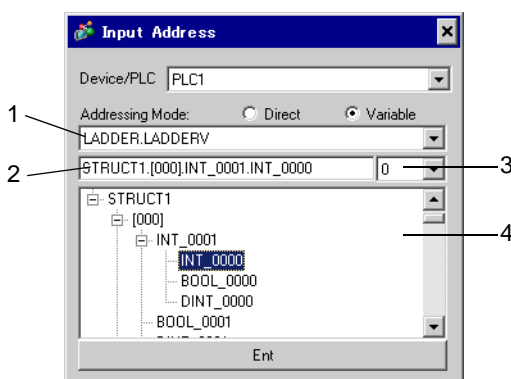 Input Address
Device/PLC PLC1
Addressing Mode: Direct Variable
1
LADDER.LADDERV
2
STRUCT1.[000].INT_0001.INT_0000 0
3
STRUCT1
4
[000]
INT_0001
INT_0000
BOOL_0000
DINT_0000
BOOL_0001
Ent